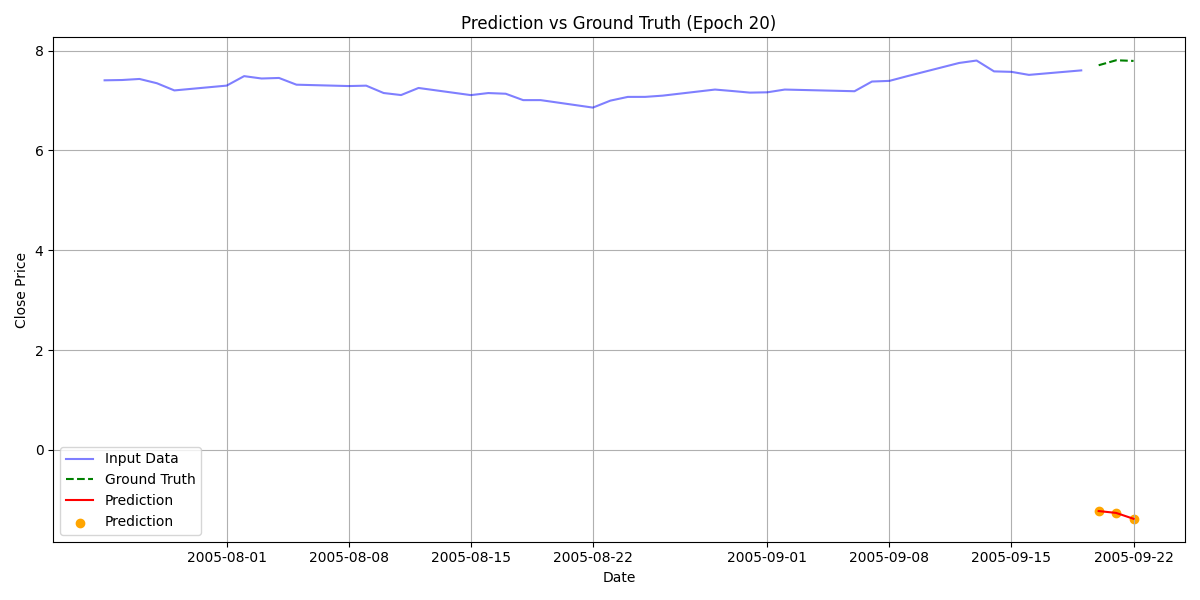 Prediction vs Ground Truth (Epoch 20)
8
6
4
2
0
Close Price
Input Data
Ground Truth
Prediction
Prediction
2005-08-01
2005-08-08
2005-08-15
2005-08-22
2005-09-01
2005-09-08
2005-09-15
2005-09-22
Date